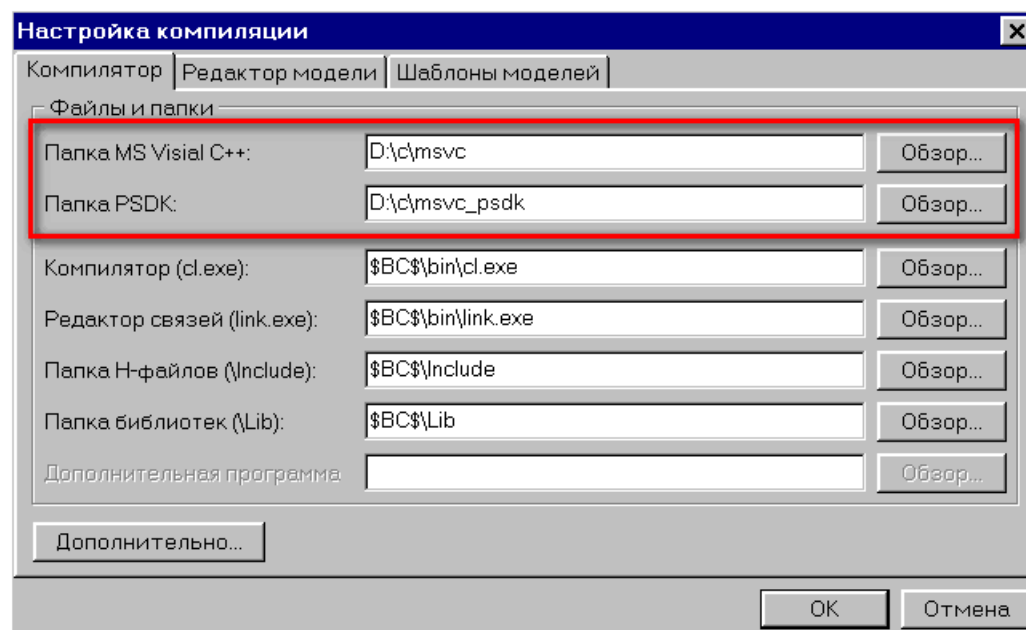 Настройка компиляции
Компилятор Редактор модели Шаблоны моделей
Файлы и папки
Папка MS Visial C++: D:\c\msvc Обзор...
Папка PSDK: D:\c\msvc_psdk Обзор...
Компилятор (cl.exe): $BC$\bin\cl.exe Обзор...
Редактор связей (link.exe): $BC$\bin\link.exe Обзор...
Папка H-файлов (\Include): $BC$\Include Обзор...
Папка библиотек (\Lib): $BC$\Lib Обзор...
Дополнительная программа Обзор...
Дополнительно...
OK Отмена